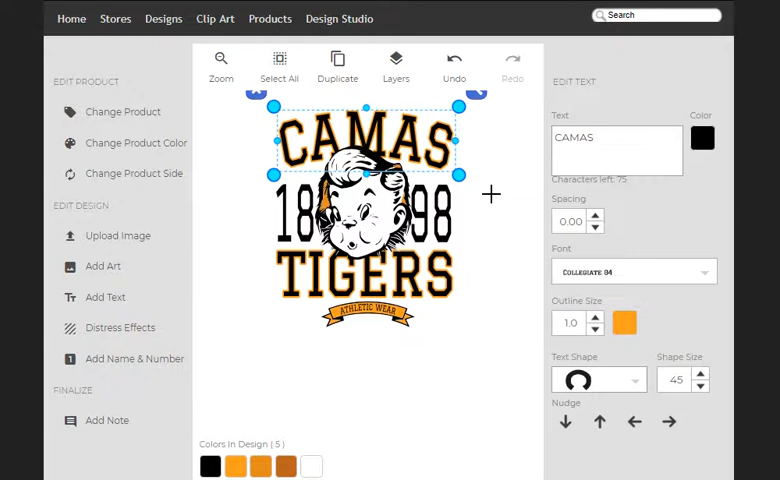 Home Stores Designs Clip Art Products Design Studio Search
Zoom Select All Duplicate Layers Undo Redo
EDIT PRODUCT
Change Product
Change Product Color
Change Product Side
EDIT DESIGN
Upload Image
Add Art
Add Text
Distress Effects
Add Name & Number
FINALIZE
Add Note
CAMAS
18 98
TIGERS
ATHLETIC WEAR
Colors In Design ( 5 )
EDIT TEXT
Text Color
CAMAS
Characters left: 75
Spacing
0.00
Font
COLLEGIATE 04
Outline Size
1.0
Text Shape Shape Size
45
Nudge